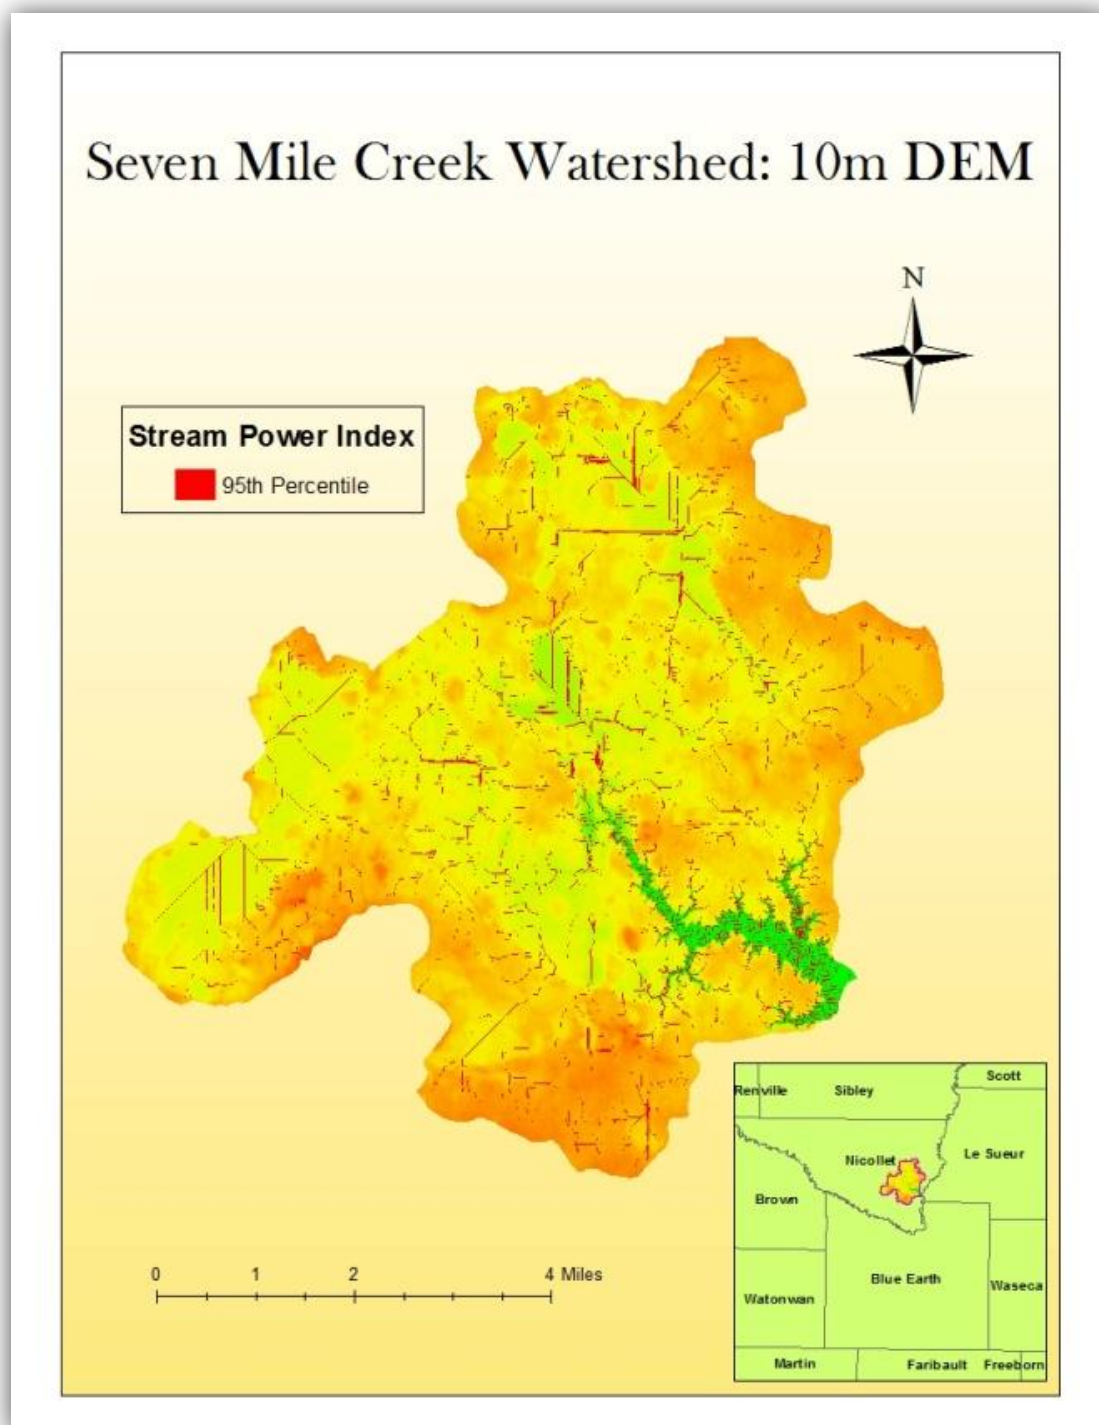 Seven Mile Creek Watershed: 10m DEM
N
Stream Power Index
95th Percentile
Scott
Renville
Sibley
Nicollet
Le Sueur
Brown
Blue Earth
Waseca
Watonwan
Martin
Faribault
Freeborn
0 1 2 4 Miles